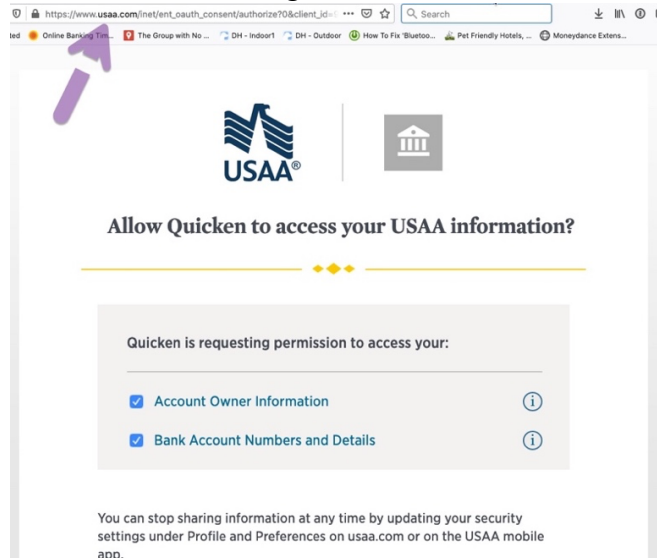 https://www.usaa.com/inet/ent_oauth_consent/authorize?0&client_id=
Search
ted Online Banking Tim... The Group with No ... DH - Indoor1 DH - Outdoor How To Fix 'Bluetoo... Pet Friendly Hotels, ... Moneydance Extens...
USAA®
Allow Quicken to access your USAA information?
Quicken is requesting permission to access your:
Account Owner Information
Bank Account Numbers and Details
You can stop sharing information at any time by updating your security
settings under Profile and Preferences on usaa.com or on the USAA mobile
app.